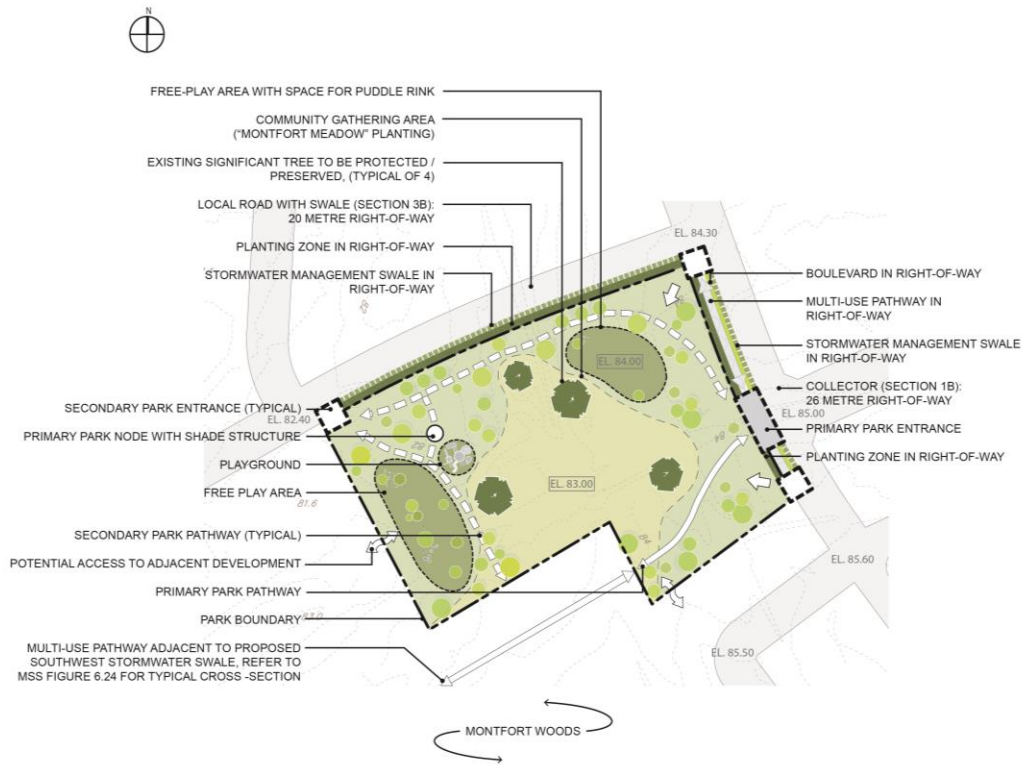 N
FREE-PLAY AREA WITH SPACE FOR PUDDLE RINK
COMMUNITY GATHERING AREA
("MONTFORT MEADOW" PLANTING)
EXISTING SIGNIFICANT TREE TO BE PROTECTED /
PRESERVED, (TYPICAL OF 4)
LOCAL ROAD WITH SWALE (SECTION 3B):
20 METRE RIGHT-OF-WAY
PLANTING ZONE IN RIGHT-OF-WAY
STORMWATER MANAGEMENT SWALE IN
RIGHT-OF-WAY
SECONDARY PARK ENTRANCE (TYPICAL)
EL. 82.40
PRIMARY PARK NODE WITH SHADE STRUCTURE
PLAYGROUND
FREE PLAY AREA
81.6
SECONDARY PARK PATHWAY (TYPICAL)
POTENTIAL ACCESS TO ADJACENT DEVELOPMENT
PRIMARY PARK PATHWAY
PARK BOUNDARY
83.0
MULTI-USE PATHWAY ADJACENT TO PROPOSED
SOUTHWEST STORMWATER SWALE, REFER TO
MSS FIGURE 6.24 FOR TYPICAL CROSS -SECTION
EL. 84.30
EL. 84.00
EL. 83.00
84
84
BOULEVARD IN RIGHT-OF-WAY
MULTI-USE PATHWAY IN
RIGHT-OF-WAY
STORMWATER MANAGEMENT SWALE
IN RIGHT-OF-WAY
COLLECTOR (SECTION 1B):
26 METRE RIGHT-OF-WAY
EL. 85.00
PRIMARY PARK ENTRANCE
PLANTING ZONE IN RIGHT-OF-WAY
EL. 85.60
EL. 85.50
MONTFORT WOODS